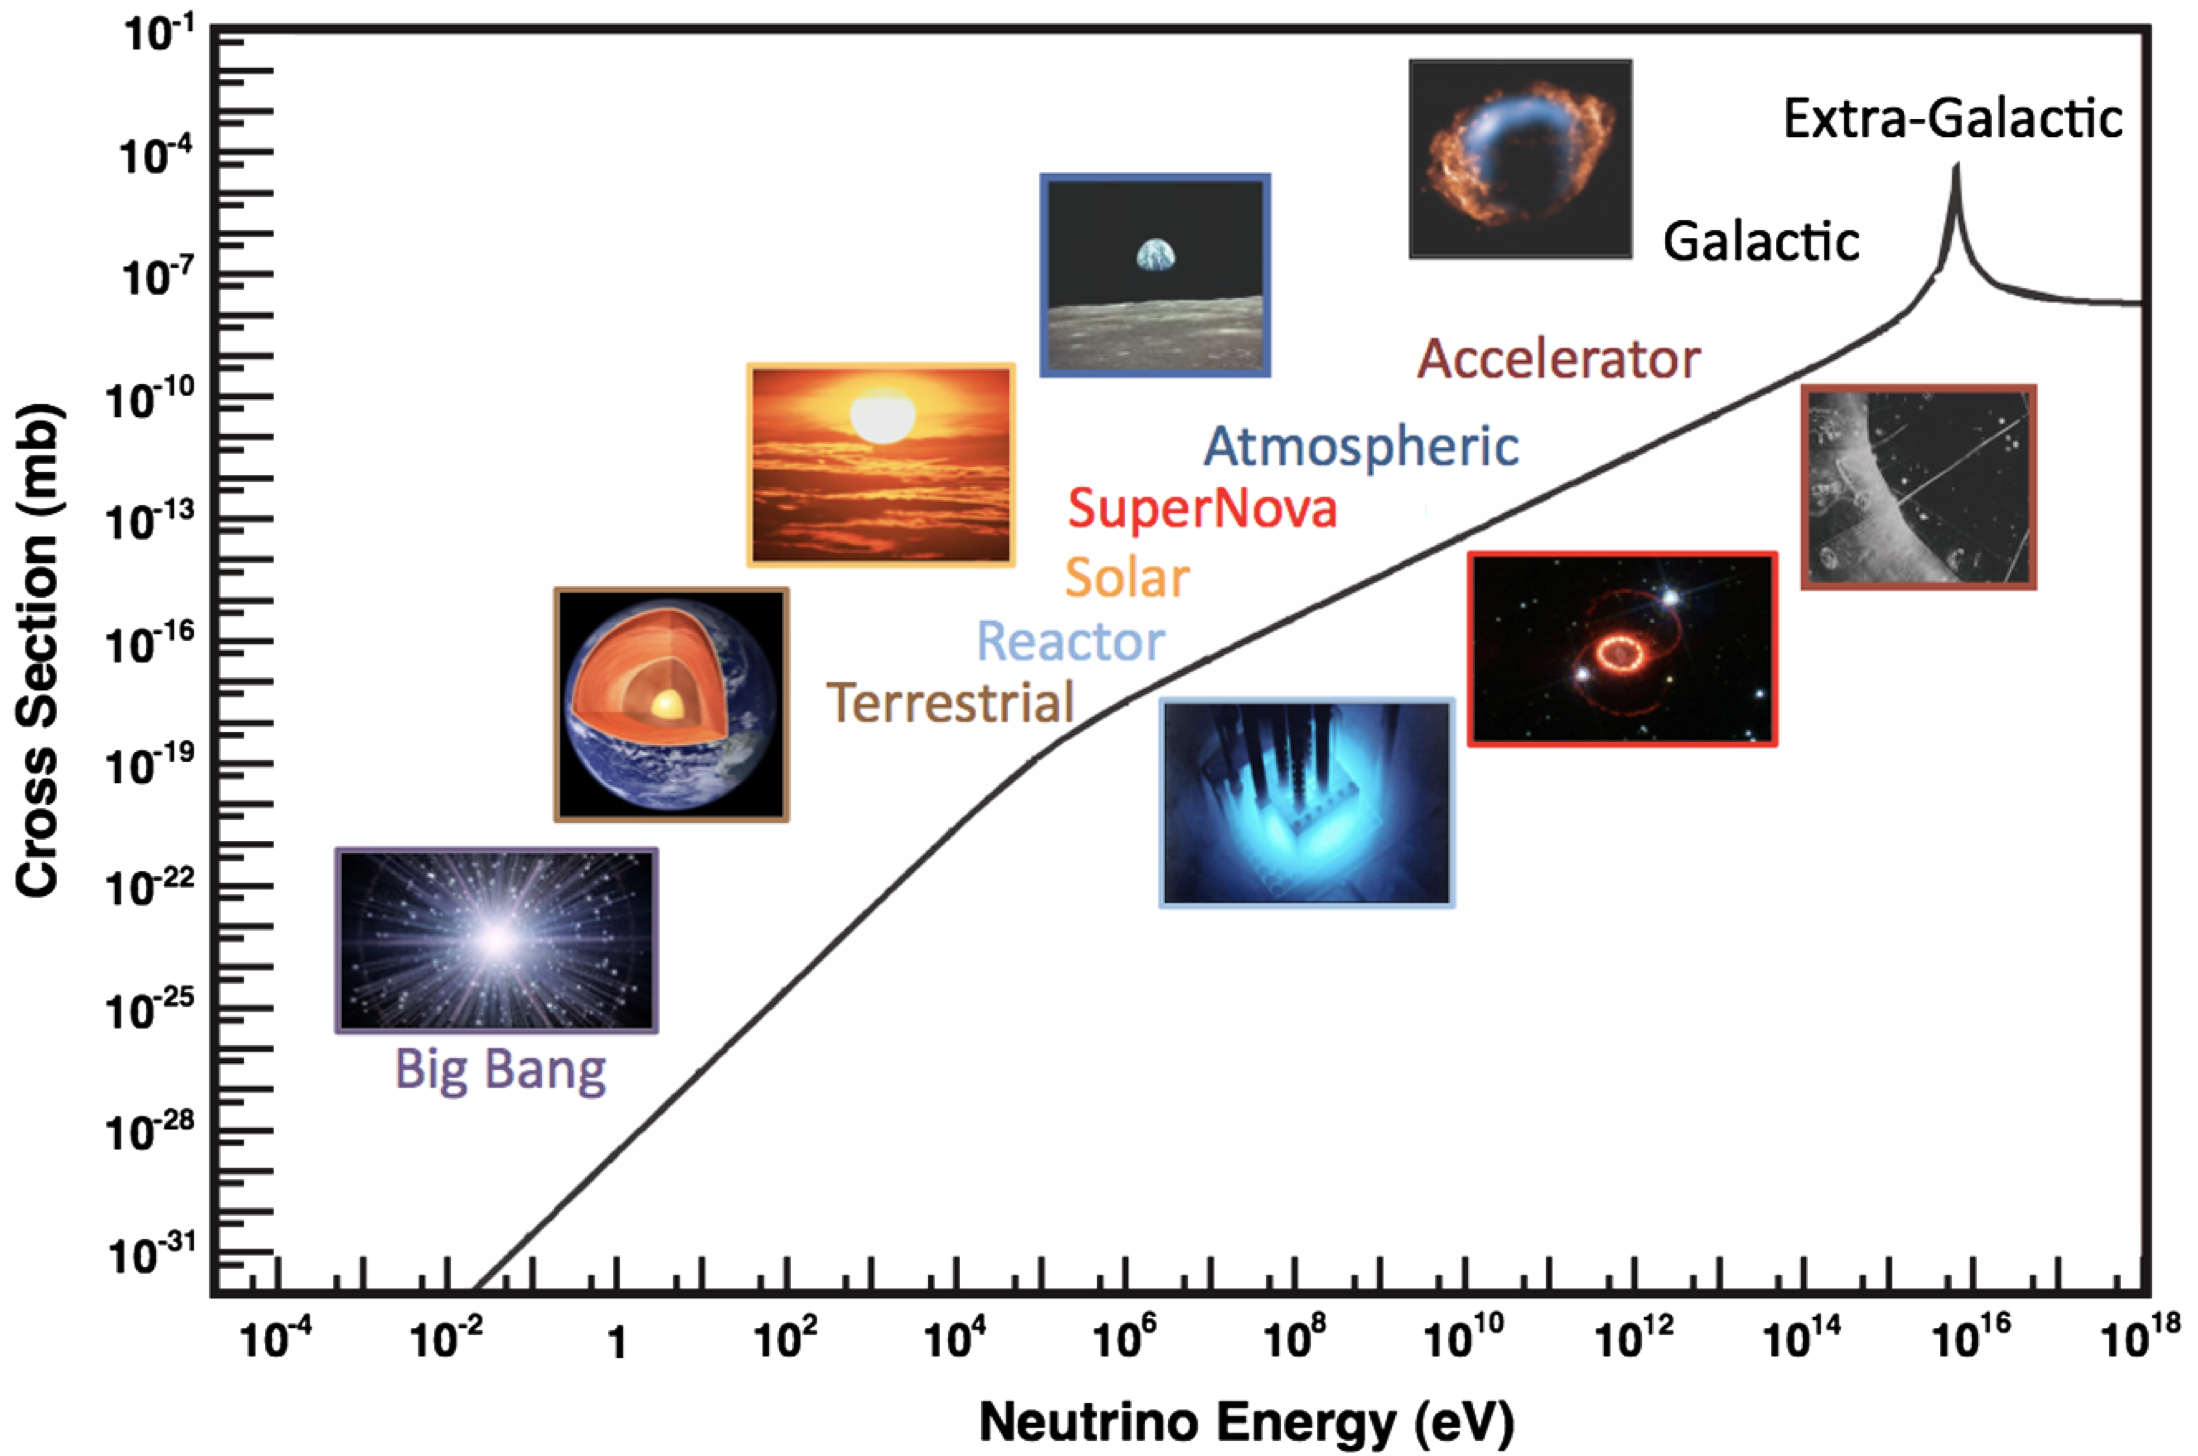 10⁻¹
10⁻⁴
10⁻⁷
10⁻¹⁰
10⁻¹³
10⁻¹⁶
10⁻¹⁹
10⁻²²
10⁻²⁵
10⁻²⁸
10⁻³¹
Cross Section (mb)
Extra-Galactic
Galactic
Accelerator
Atmospheric
SuperNova
Solar
Reactor
Terrestrial
Big Bang
10⁻⁴ 10⁻² 1 10² 10⁴ 10⁶ 10⁸ 10¹⁰ 10¹² 10¹⁴ 10¹⁶ 10¹⁸
Neutrino Energy (eV)